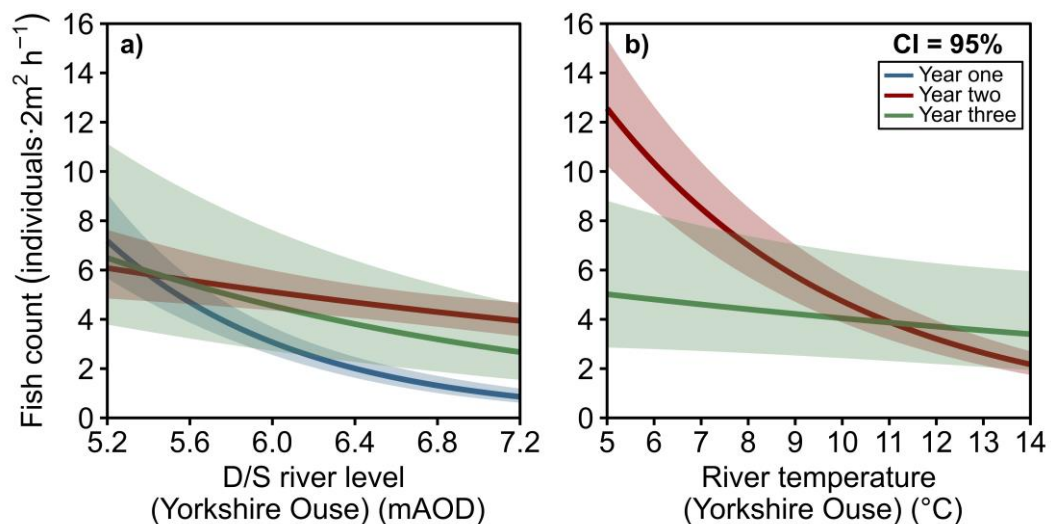 Fish count (individuals·2m² h⁻¹)
a)
16
14
12
10
8
6
4
2
0
5.2 5.6 6.0 6.4 6.8 7.2
D/S river level
(Yorkshire Ouse) (mAOD)
b)
CI = 95%
Year one
Year two
Year three
16
14
12
10
8
6
4
2
0
5 6 7 8 9 10 11 12 13 14
River temperature
(Yorkshire Ouse) (°C)